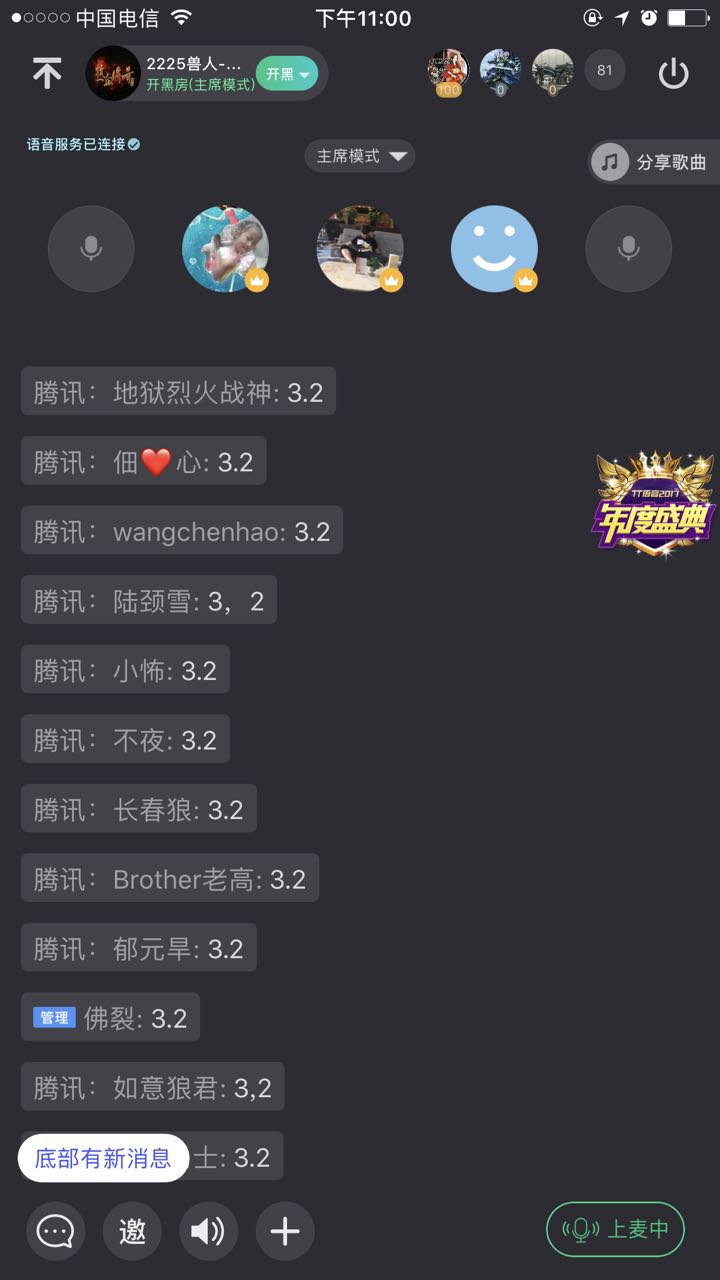 中国电信
下午11:00
2225兽人-...
开黑房(主席模式)
开黑
100
0
0
81
语音服务已连接
主席模式
分享歌曲
腾讯：地狱烈火战神: 3.2
腾讯：佃❤️心: 3.2
TT语音2017
年度盛典
腾讯：wangchenhao: 3.2
腾讯：陆颈雪: 3，2
腾讯：小怖: 3.2
腾讯：不夜: 3.2
腾讯：长春狼: 3.2
腾讯：Brother老高: 3.2
腾讯：郁元旱: 3.2
管理 佛裂: 3.2
腾讯：如意狼君: 3,2
底部有新消息
士: 3.2
邀
上麦中